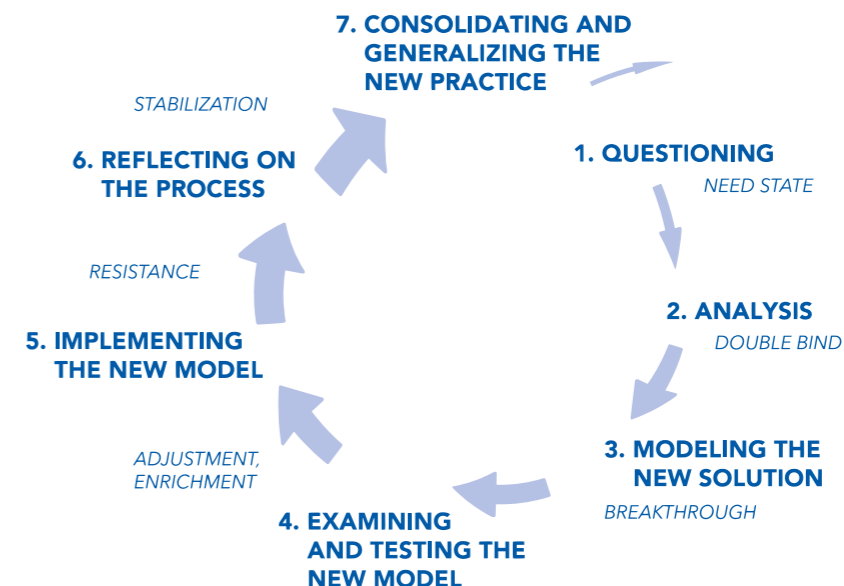 7. CONSOLIDATING AND
GENERALIZING THE
NEW PRACTICE
1. QUESTIONING
NEED STATE
2. ANALYSIS
DOUBLE BIND
3. MODELING THE
NEW SOLUTION
BREAKTHROUGH
4. EXAMINING
AND TESTING THE
NEW MODEL
ADJUSTMENT,
ENRICHMENT
5. IMPLEMENTING
THE NEW MODEL
RESISTANCE
6. REFLECTING ON
THE PROCESS
STABILIZATION